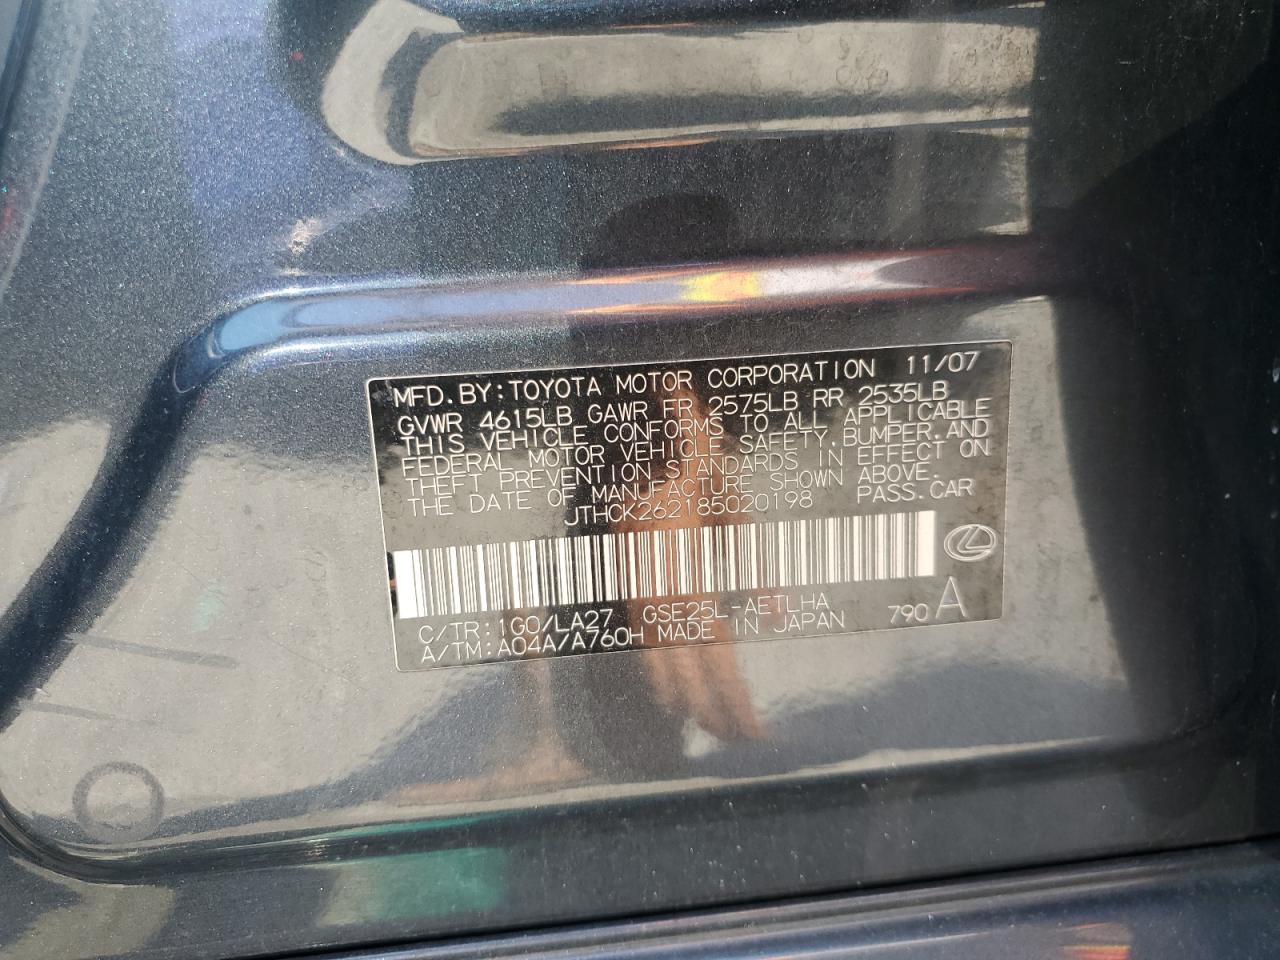 MFD.BY:TOYOTA MOTOR CORPORATION 11/07
GVWR 4615LB GAWR FR 2575LB RR 2535LB
THIS VEHICLE CONFORMS TO ALL APPLICABLE
FEDERAL MOTOR VEHICLE SAFETY,BUMPER,AND
THEFT PREVENTION STANDARDS IN EFFECT ON
THE DATE OF MANUFACTURE SHOWN ABOVE.
JTHCK262185020198 PASS.CAR
C/TR:1G0/LA27 GSE25L-AETLHA 790 A
A/TM:A04A/A760H MADE IN JAPAN